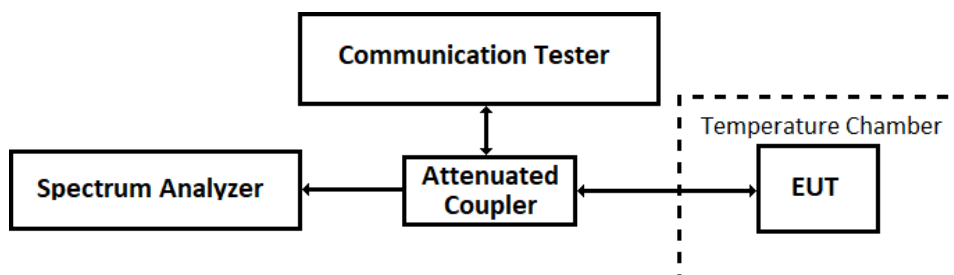 Communication Tester
Temperature Chamber
Spectrum Analyzer
Attenuated
Coupler
EUT